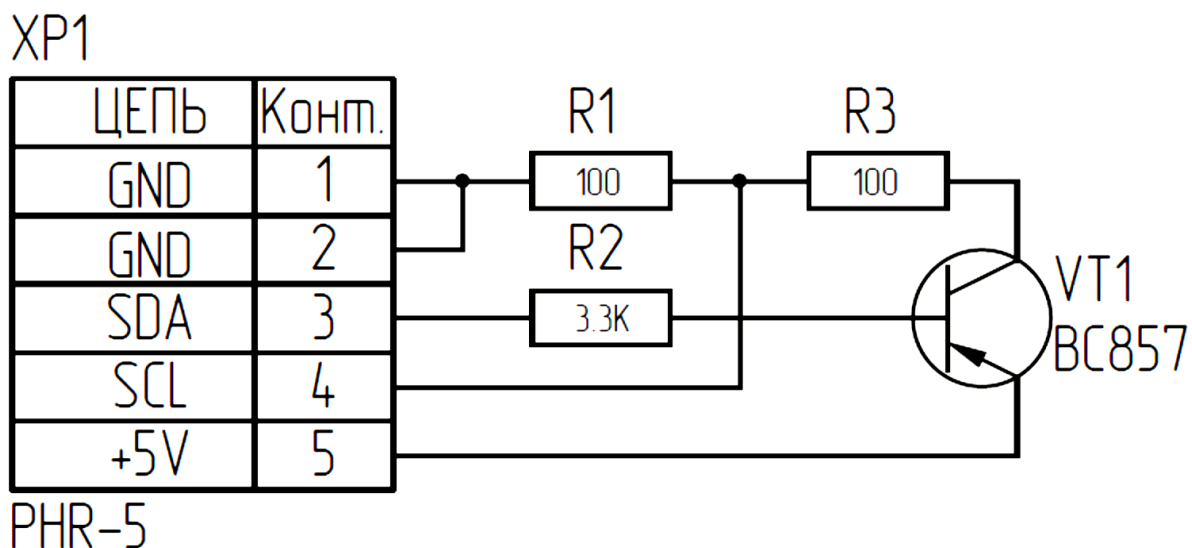 XP1
ЦЕПЬ Конт.
GND 1
GND 2
SDA 3
SCL 4
+5V 5
PHR-5
R1
100
R2
3.3K
R3
100
VT1
BC857